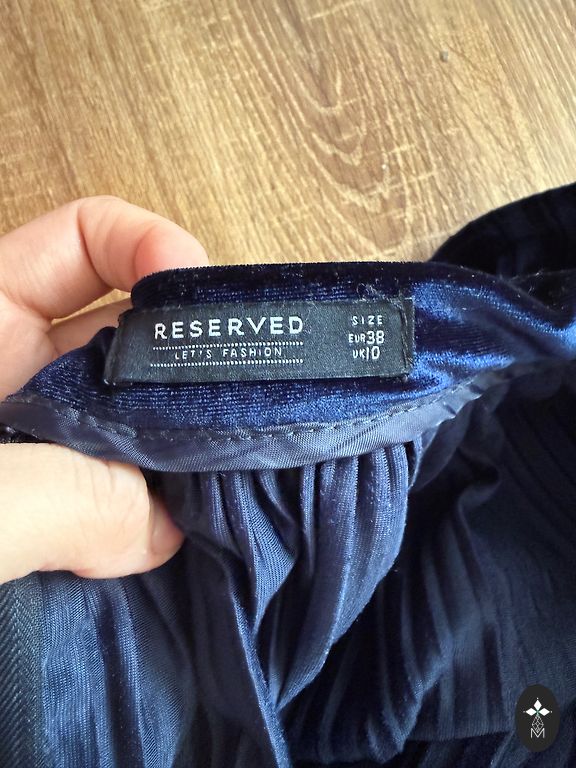 RESERVED
LET'S FASHION
SIZE
EUR38
UK10
M